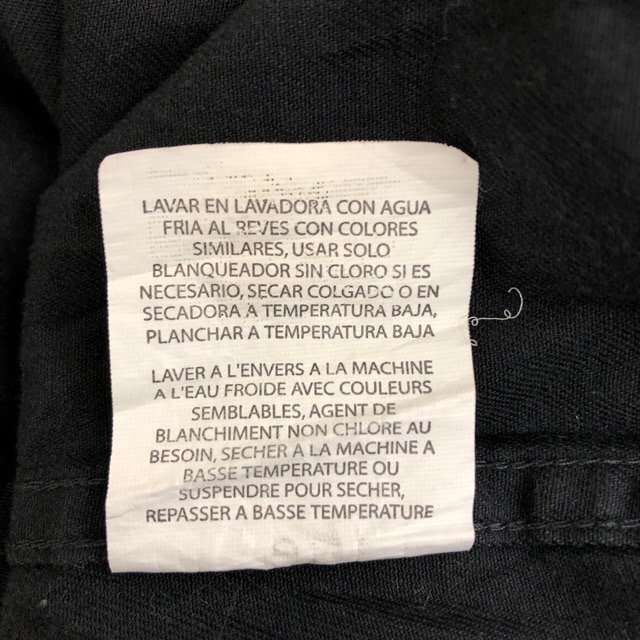 LAVAR EN LAVADORA CON AGUA
FRIA AL REVES CON COLORES
SIMILARES, USAR SOLO
BLANQUEADOR SIN CLORO SI ES
NECESARIO, SECAR COLGADO O EN
SECADORA A TEMPERATURA BAJA,
PLANCHAR A TEMPERATURA BAJA
LAVER A L'ENVERS A LA MACHINE
A L'EAU FROIDE AVEC COULEURS
SEMBLABLES, AGENT DE
BLANCHIMENT NON CHLORE AU
BESOIN, SECHER A LA MACHINE A
BASSE TEMPERATURE OU
SUSPENDRE POUR SECHER,
REPASSER A BASSE TEMPERATURE